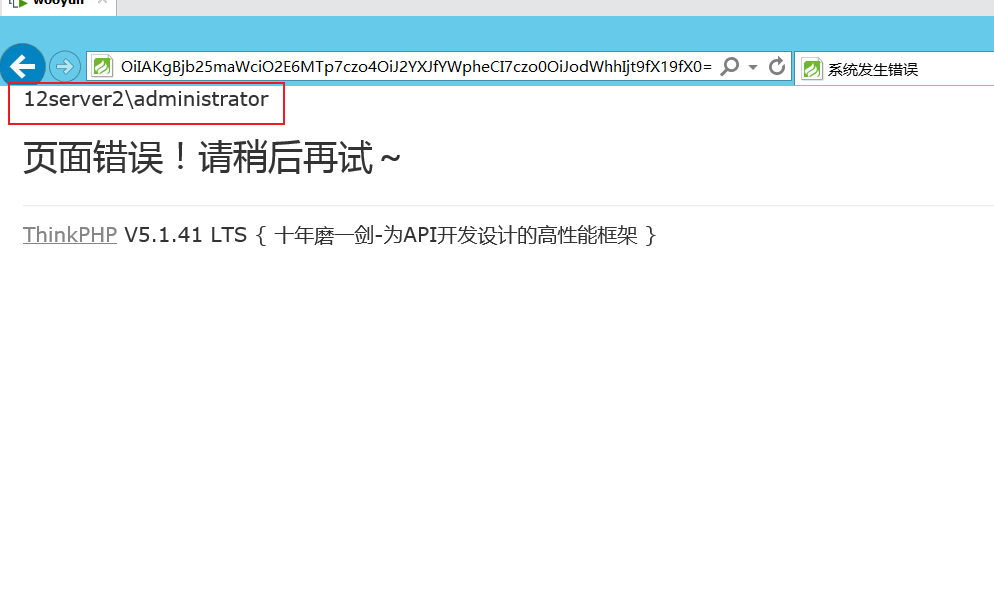 wooyun
OiIAKgBjb25maWciO2E6MTp7czo4OiJ2YXJfYWpheCI7czo0OiJodWhhIjt9fX19fX0=
系统发生错误
12server2\administrator
页面错误！请稍后再试～
ThinkPHP V5.1.41 LTS { 十年磨一剑-为API开发设计的高性能框架 }